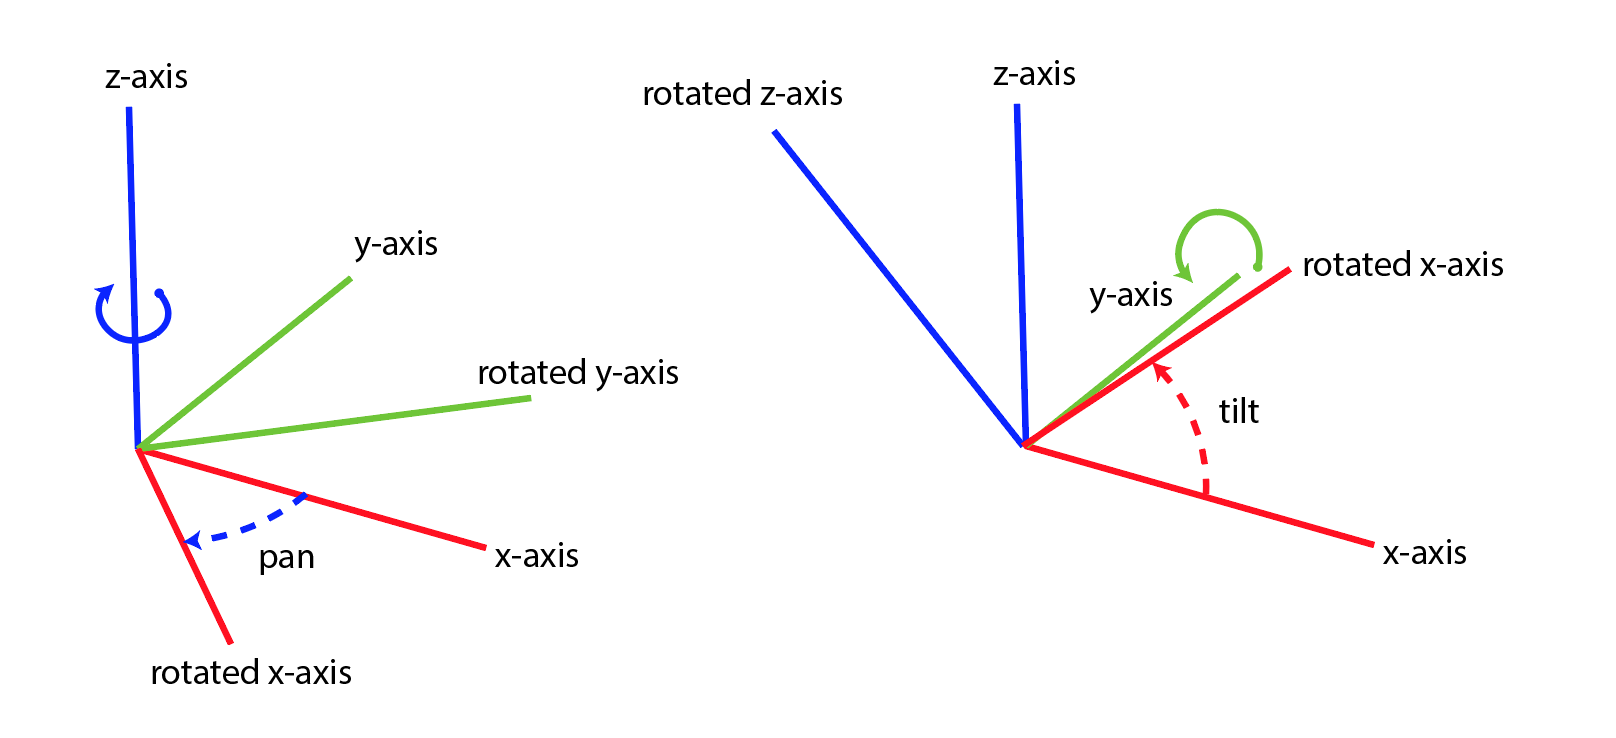 z-axis
y-axis
rotated y-axis
pan
x-axis
rotated x-axis
rotated z-axis
z-axis
rotated x-axis
y-axis
tilt
x-axis